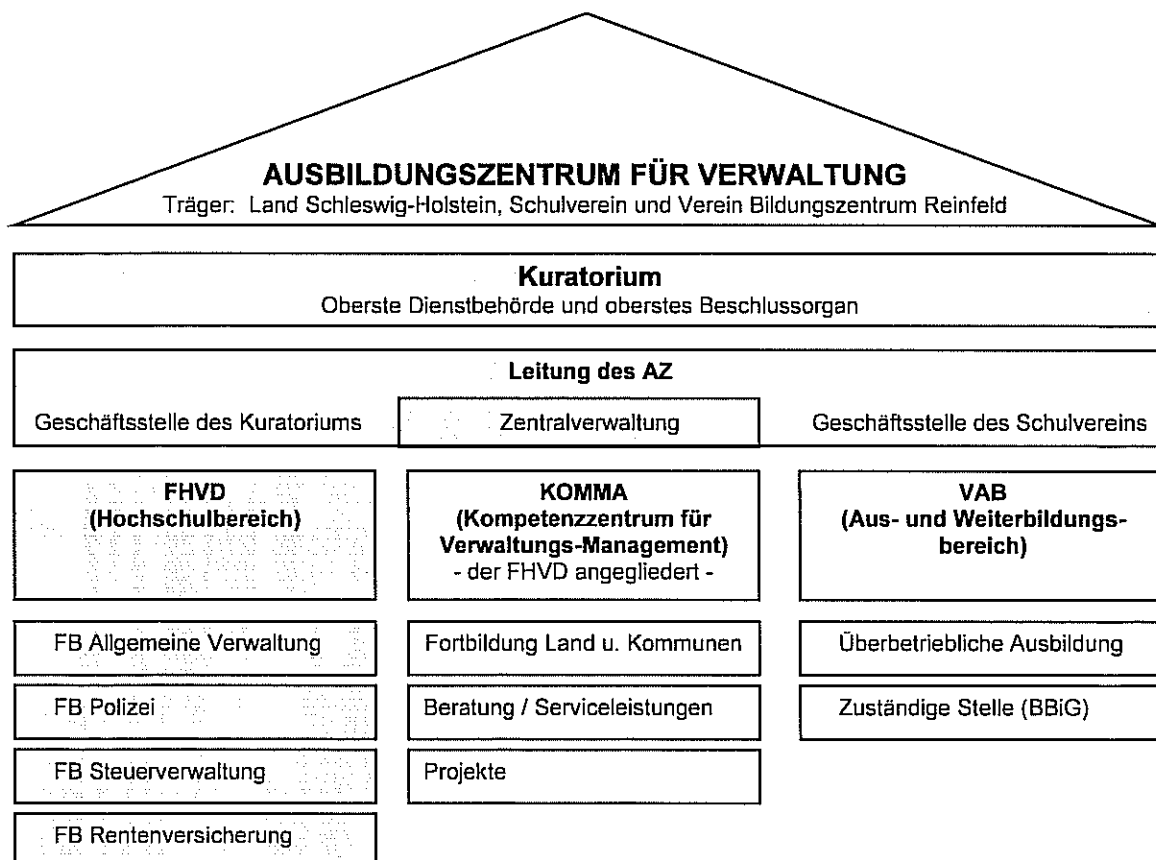 AUSBILDUNGSZENTRUM FÜR VERWALTUNG
Träger: Land Schleswig-Holstein, Schulverein und Verein Bildungszentrum Reinfeld
Kuratorium
Oberste Dienstbehörde und oberstes Beschlussorgan
Leitung des AZ
Geschäftsstelle des Kuratoriums
Zentralverwaltung
Geschäftsstelle des Schulvereins
FHVD
(Hochschulbereich)
KOMMA
(Kompetenzzentrum für
Verwaltungs-Management)
- der FHVD angegliedert -
VAB
(Aus- und Weiterbildungs-
bereich)
FB Allgemeine Verwaltung
FB Polizei
FB Steuerverwaltung
FB Rentenversicherung
Fortbildung Land u. Kommunen
Beratung / Serviceleistungen
Projekte
Überbetriebliche Ausbildung
Zuständige Stelle (BBiG)